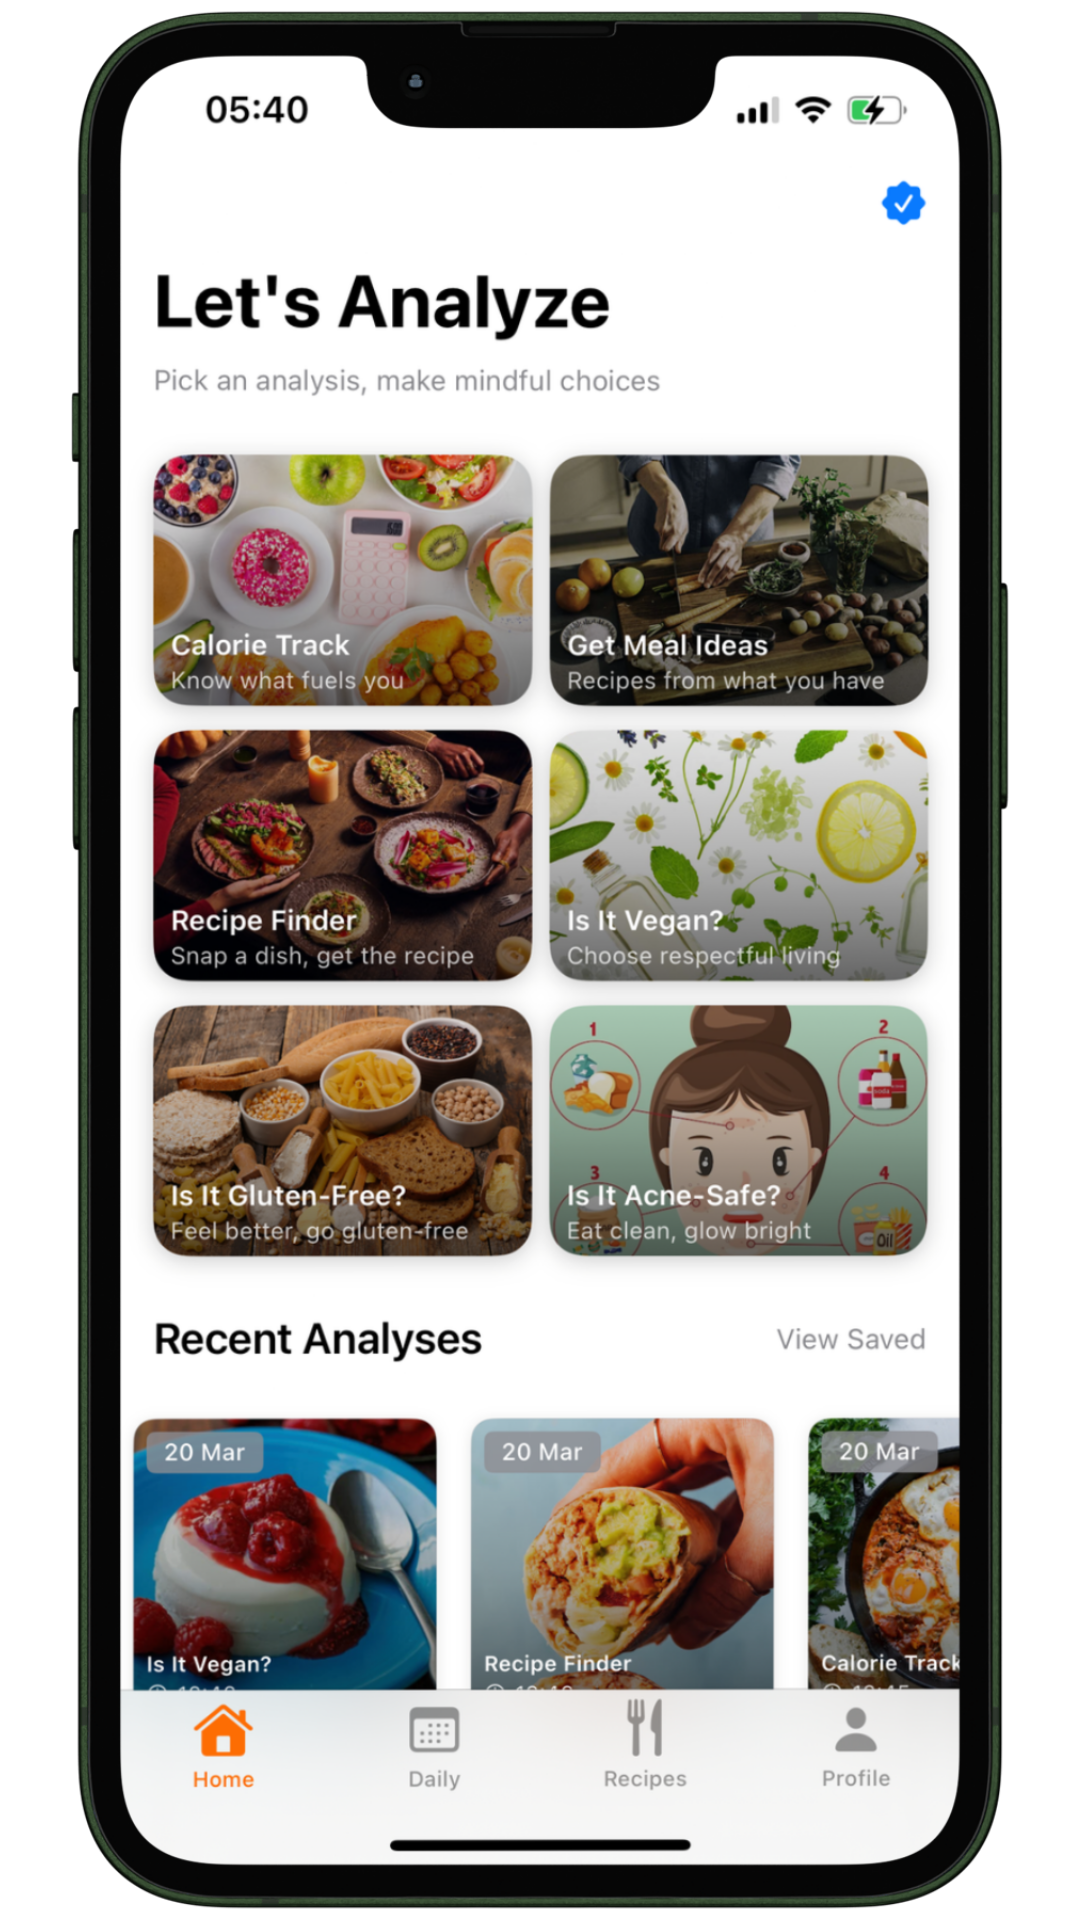 05:40
Let's Analyze
Pick an analysis, make mindful choices
Calorie Track
Know what fuels you
Get Meal Ideas
Recipes from what you have
Recipe Finder
Snap a dish, get the recipe
Is It Vegan?
Choose respectful living
Is It Gluten-Free?
Feel better, go gluten-free
1
2
3
4
Oil
Is It Acne-Safe?
Eat clean, glow bright
Recent Analyses
View Saved
20 Mar
Is It Vegan?
20 Mar
Recipe Finder
20 Mar
Calorie Track
Home
Daily
Recipes
Profile